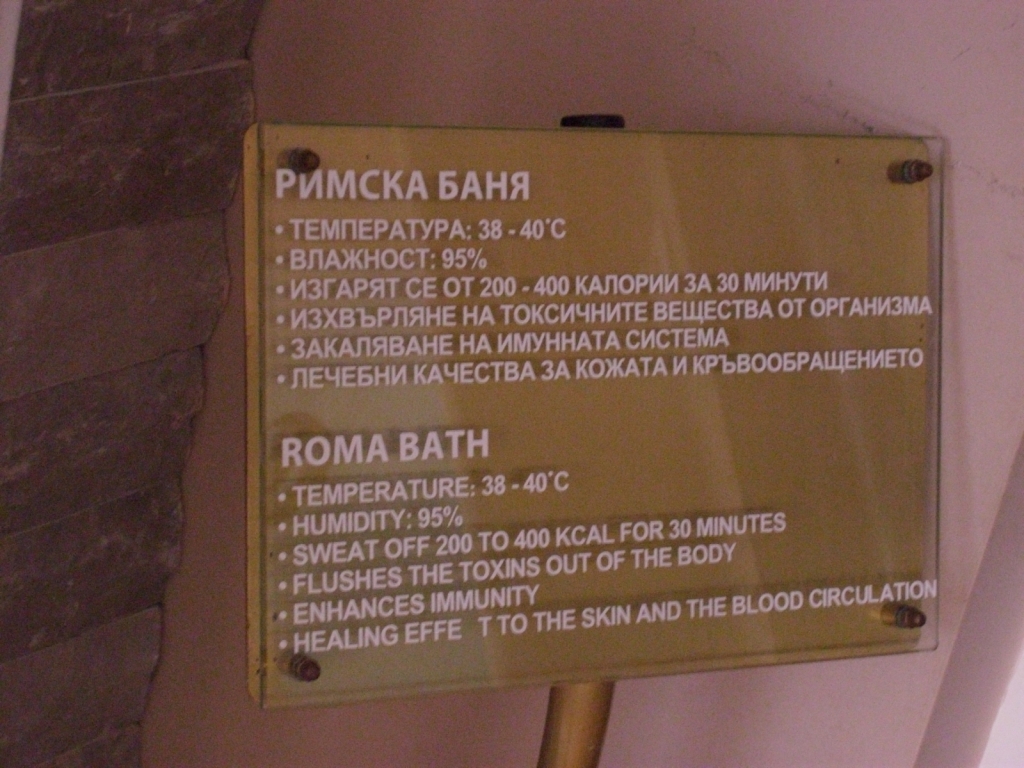 РИМСКА БАНЯ
• ТЕМПЕРАТУРА: 38 - 40°C
• ВЛАЖНОСТ: 95%
• ИЗГАРЯТ СЕ ОТ 200 - 400 КАЛОРИИ ЗА 30 МИНУТИ
• ИЗХВЪРЛЯНЕ НА ТОКСИЧНИТЕ ВЕЩЕСТВА ОТ ОРГАНИЗМА
• ЗАКАЛЯВАНЕ НА ИМУННАТА СИСТЕМА
• ЛЕЧЕБНИ КАЧЕСТВА ЗА КОЖАТА И КРЪВООБРАЩЕНИЕТО
ROMA BATH
• TEMPERATURE: 38 - 40°C
• HUMIDITY: 95%
• SWEAT OFF 200 TO 400 KCAL FOR 30 MINUTES
• FLUSHES THE TOXINS OUT OF THE BODY
• ENHANCES IMMUNITY
• HEALING EFFE T TO THE SKIN AND THE BLOOD CIRCULATION